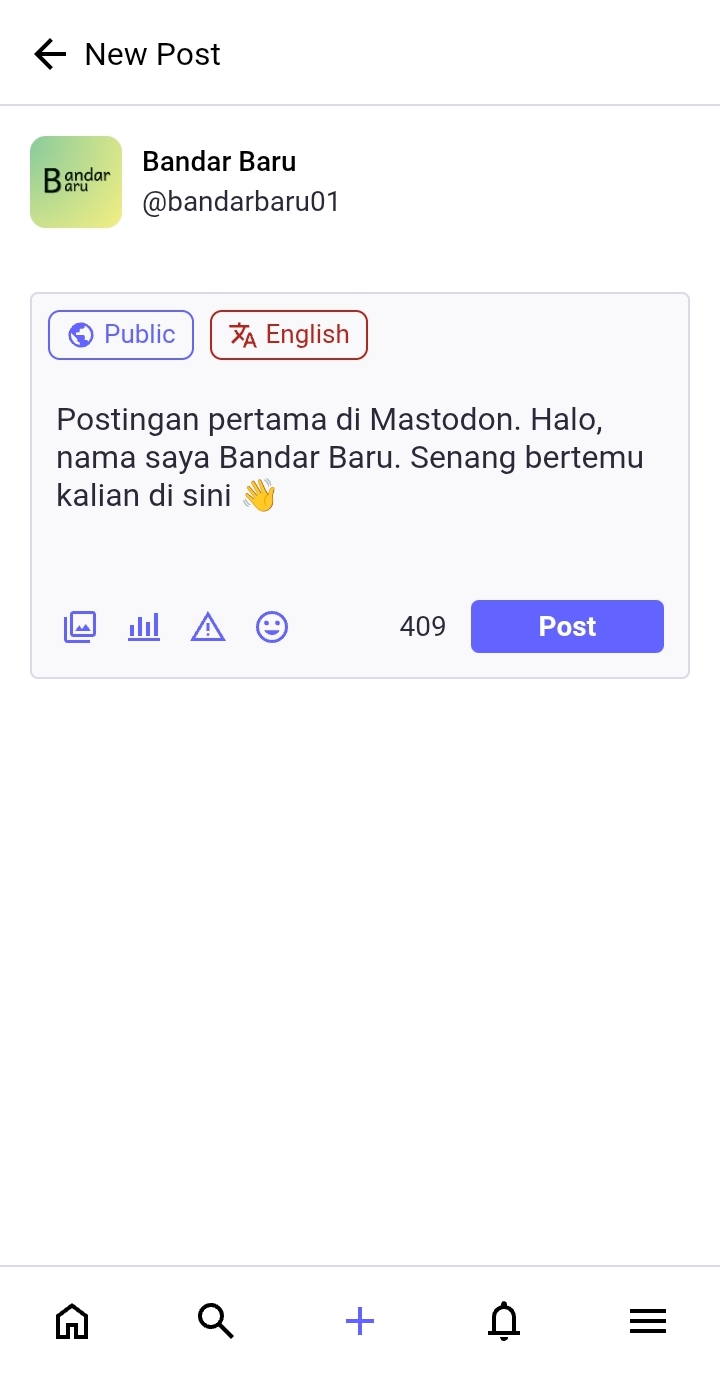 New Post
Bandar
Baru
Bandar Baru
@bandarbaru01
Public
English
Postingan pertama di Mastodon. Halo,
nama saya Bandar Baru. Senang bertemu
kalian di sini 👋
409
Post